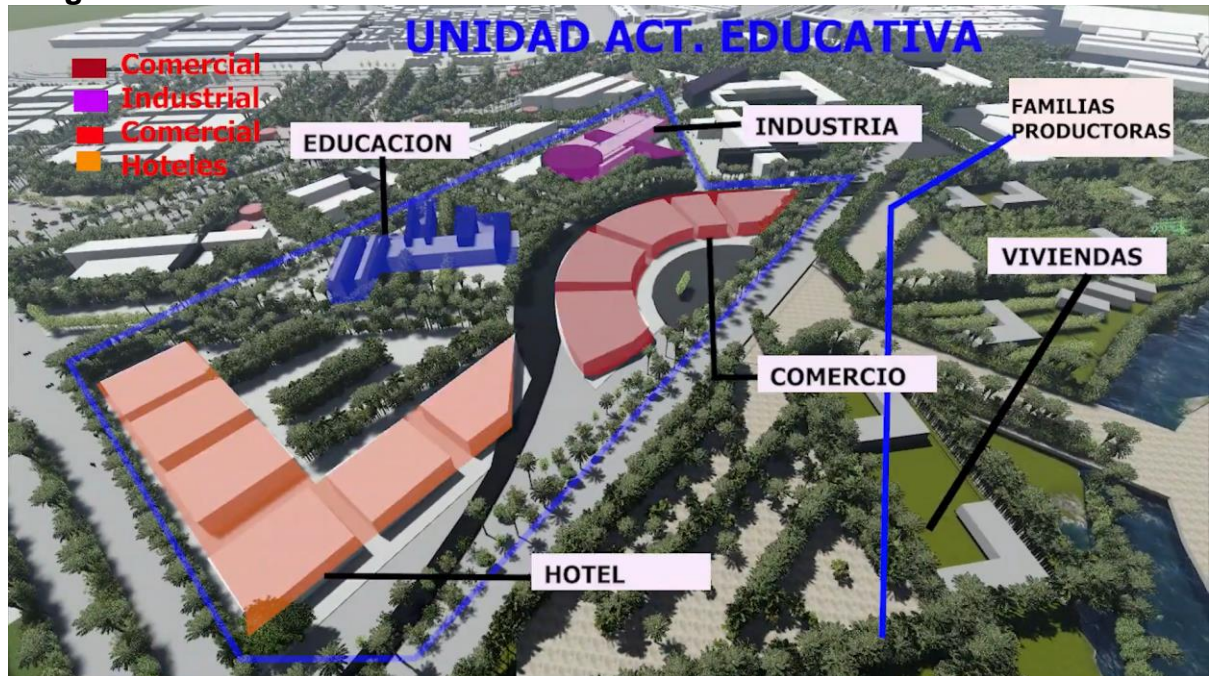 UNIDAD ACT. EDUCATIVA
Comercial
Industrial
Comercial
Hoteles
EDUCACION
INDUSTRIA
FAMILIAS
PRODUCTORAS
VIVIENDAS
COMERCIO
HOTEL